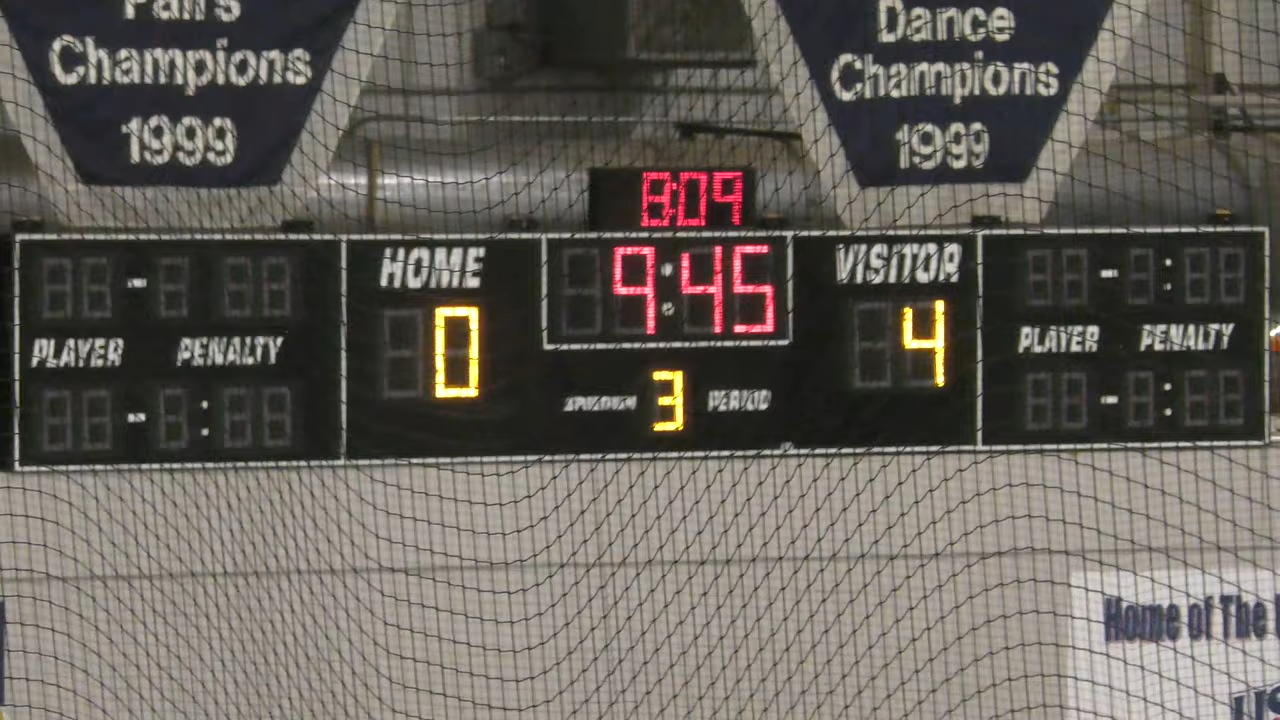 Pairs
Champions
1999
Dance
Champions
1999
8:09
HOME
9:45
VISITOR
PLAYER PENALTY
0
4
PLAYER PENALTY
3 PERIOD
Home of The